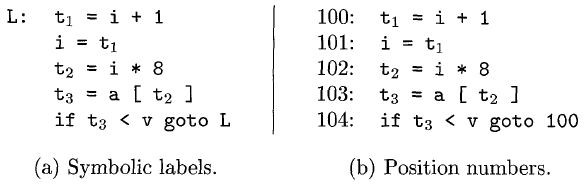 L: t₁ = i + 1
i = t₁
t₂ = i * 8
t₃ = a [ t₂ ]
if t₃ < v goto L
(a) Symbolic labels.
100: t₁ = i + 1
101: i = t₁
102: t₂ = i * 8
103: t₃ = a [ t₂ ]
104: if t₃ < v goto 100
(b) Position numbers.